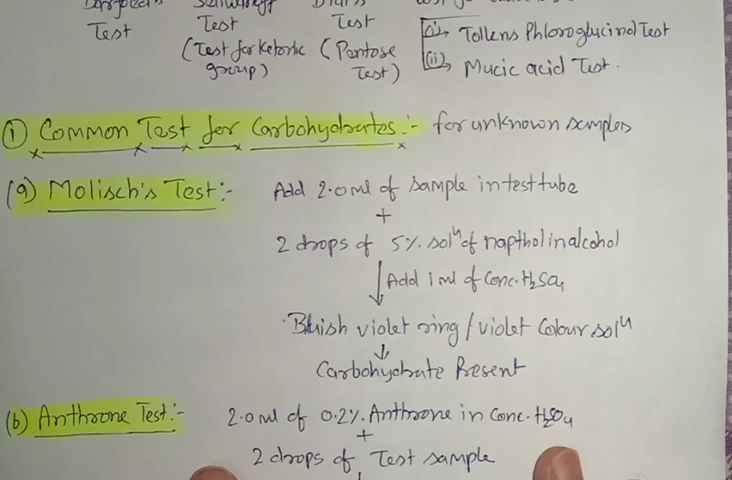 Barfoed's Seliwanoff Dial's
Test Test Test
(Test for Ketonic group) (Pentose Test)
(i) → Tollens Phloroglucinol Test
(ii) → Mucic acid Test.
① Common Test for Carbohydrates:- for unknown samples
(a) Molisch's Test:- Add 2.0 ml of sample in test tube
+
2 drops of 5% solⁿ of napthol in alcohol
↓ Add 1 ml of Conc. H₂SO₄
Bluish violet ring / violet Colour solⁿ
↓
Carbohydrate Present
(b) Anthrone Test:- 2.0 ml of 0.2% Anthrone in Conc. H₂SO₄
+
2 drops of Test sample